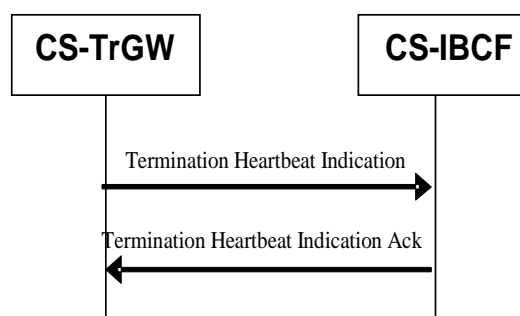 CS-TrGW
CS-IBCF
Termination Heartbeat Indication
Termination Heartbeat Indication Ack